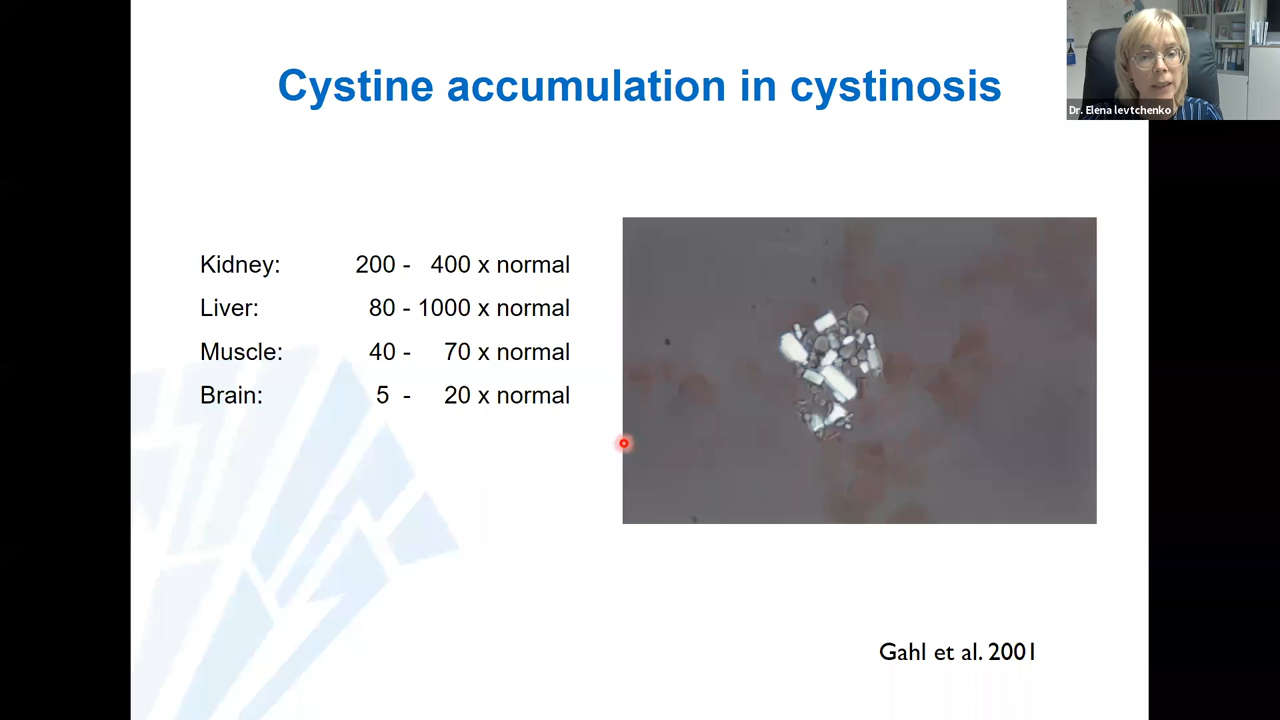 Cystine accumulation in cystinosis
Dr. Elena levtchenko
Kidney: 200 - 400 x normal
Liver: 80 - 1000 x normal
Muscle: 40 - 70 x normal
Brain: 5 - 20 x normal
Gahl et al. 2001